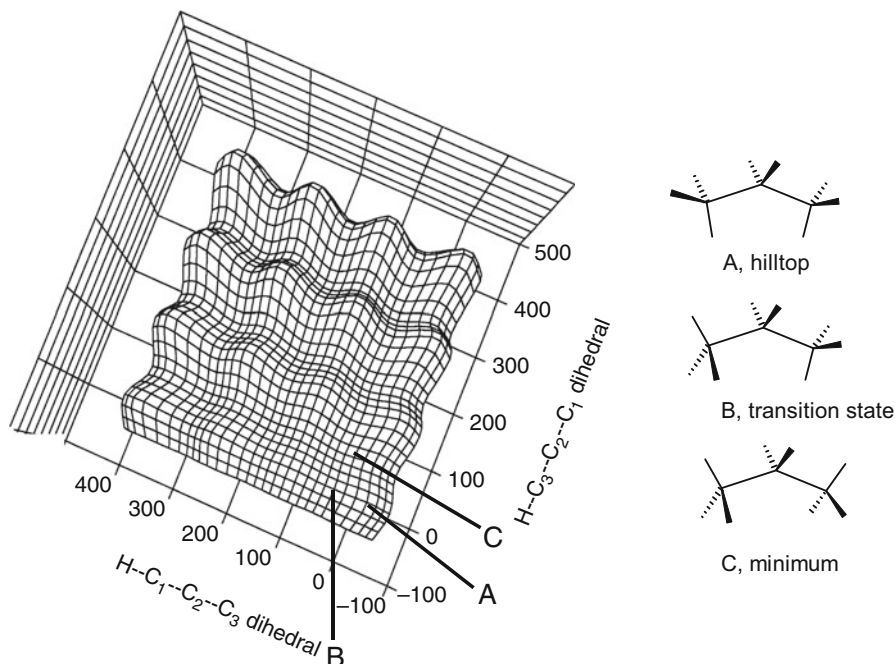 500
400
300
200
100
0
–100
H--C3--C2--C1 dihedral
400
300
200
100
0
–100
H--C1--C2--C3 dihedral
A
B
C
A, hilltop
B, transition state
C, minimum